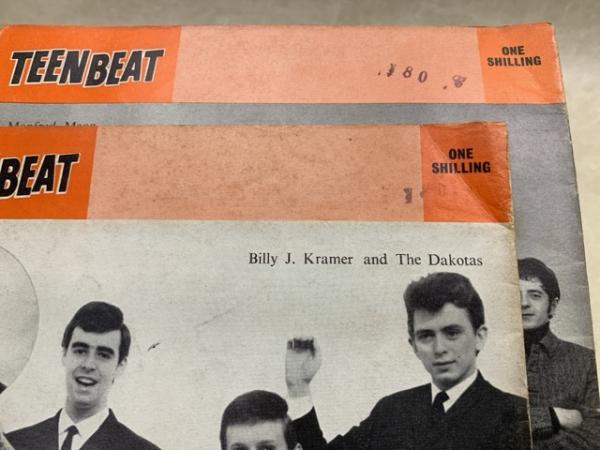 TEENBEAT
ONE
SHILLING
BEAT
ONE
SHILLING
Billy J. Kramer and The Dakotas